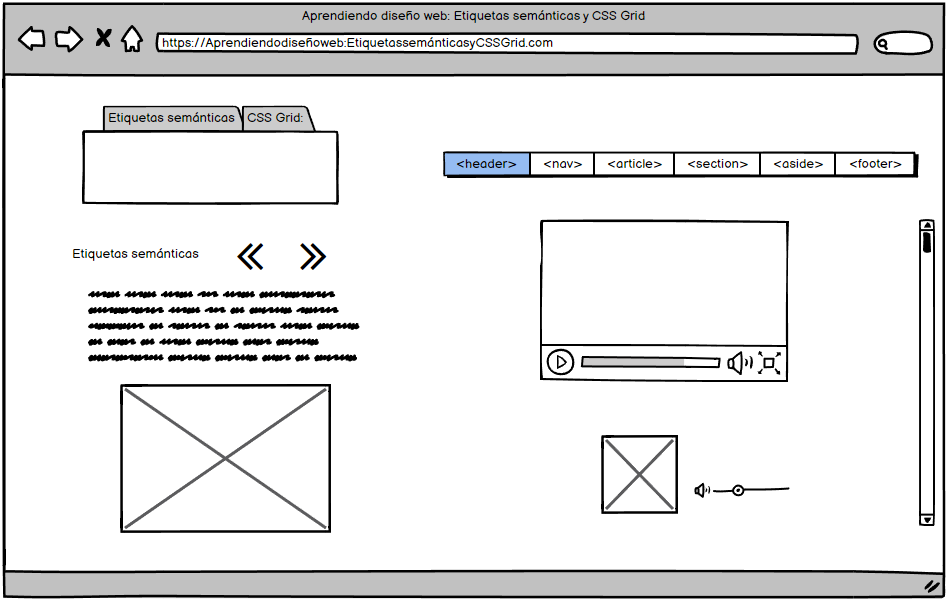 Aprendiendo diseño web: Etiquetas semánticas y CSS Grid
https://Aprendiendodiseñoweb:EtiquetassemánticasyCSSGrid.com
Etiquetas semánticas CSS Grid:
<header> <nav> <article> <section> <aside> <footer>
Etiquetas semánticas